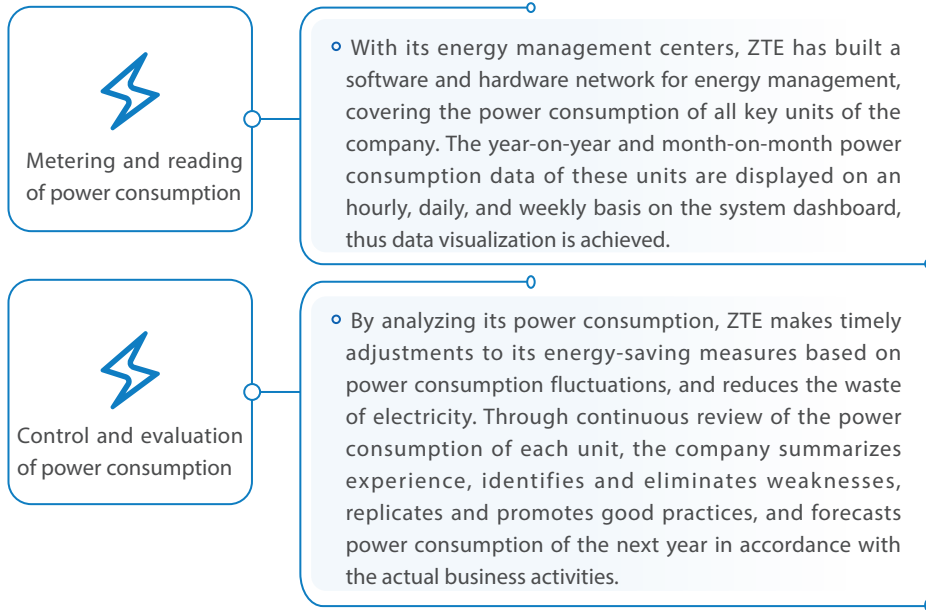 Metering and reading
of power consumption
With its energy management centers, ZTE has built a
software and hardware network for energy management,
covering the power consumption of all key units of the
company. The year-on-year and month-on-month power
consumption data of these units are displayed on an
hourly, daily, and weekly basis on the system dashboard,
thus data visualization is achieved.
Control and evaluation
of power consumption
By analyzing its power consumption, ZTE makes timely
adjustments to its energy-saving measures based on
power consumption fluctuations, and reduces the waste
of electricity. Through continuous review of the power
consumption of each unit, the company summarizes
experience, identifies and eliminates weaknesses,
replicates and promotes good practices, and forecasts
power consumption of the next year in accordance with
the actual business activities.